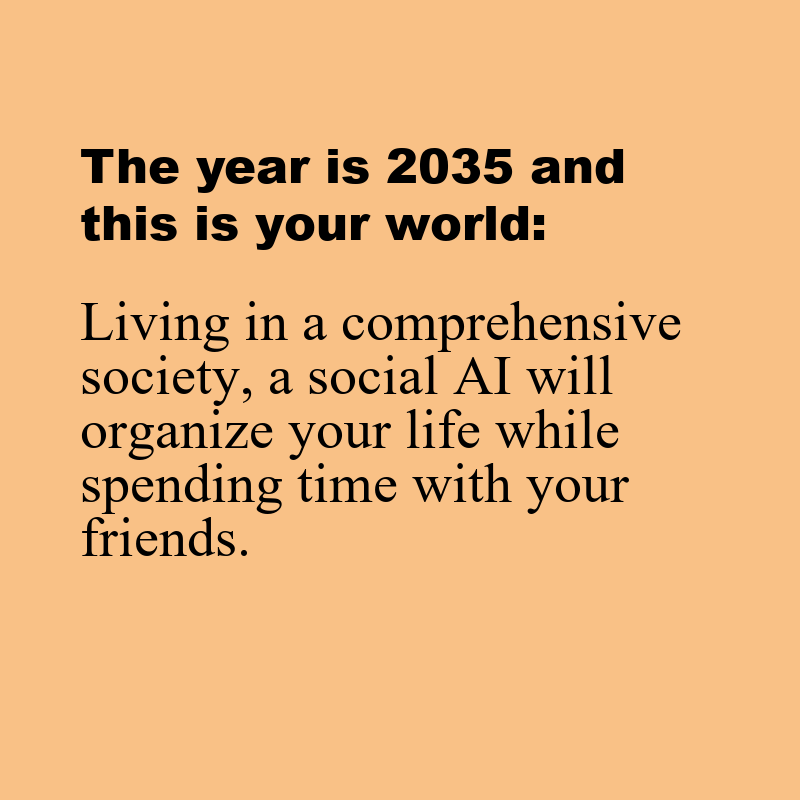 The year is 2035 and
this is your world:
Living in a comprehensive
society, a social AI will
organize your life while
spending time with your
friends.